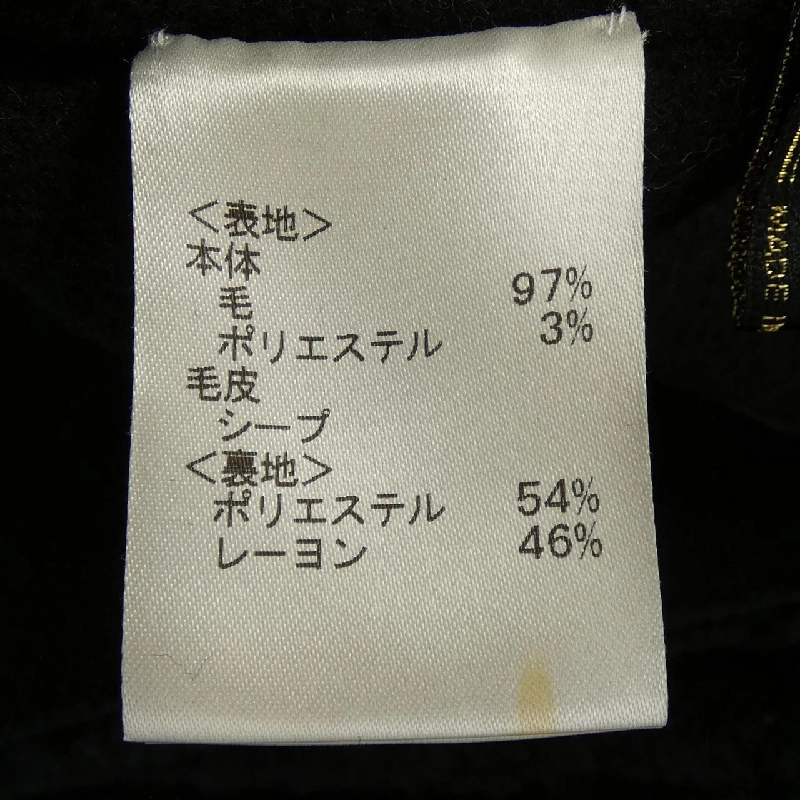 <表地>
本体
毛 97%
ポリエステル 3%
毛皮
シープ
<裏地>
ポリエステル 54%
レーヨン 46%
MADE I